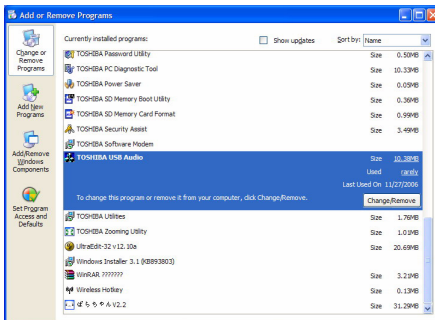 Add or Remove Programs
Change or Remove Programs
Add New Programs
Add/Remove Windows Components
Set Program Access and Defaults
Currently installed programs:
Show updates
Sort by: Name
TOSHIBA Password Utility Size 0.50MB
TOSHIBA PC Diagnostic Tool Size 10.33MB
TOSHIBA Power Saver Size 0.05MB
TOSHIBA SD Memory Boot Utility Size 0.36MB
TOSHIBA SD Memory Card Format Size 0.99MB
TOSHIBA Security Assist Size 3.49MB
TOSHIBA Software Modem
TOSHIBA USB Audio Size 10.38MB
Used rarely
Last Used On 11/27/2006
To change this program or remove it from your computer, click Change/Remove.
Change/Remove
TOSHIBA Utilities Size 1.76MB
TOSHIBA Zooming Utility Size 1.01MB
UltraEdit-32 v12.10a Size 20.69MB
Windows Installer 3.1 (KB893803)
WinRAR ??????? Size 3.21MB
Wireless Hotkey Size 0.13MB
ぱちちゃんV2.2 Size 31.29MB